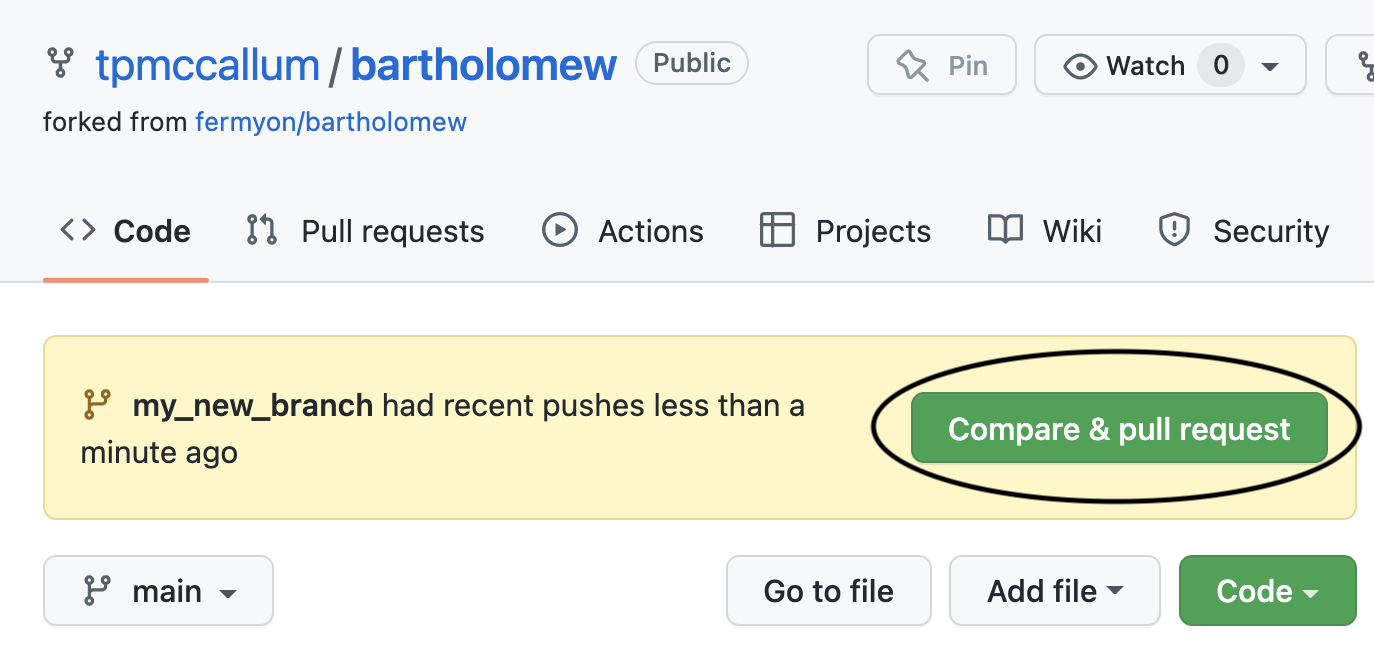 tpmccallum / bartholomew Public Pin Watch 0
forked from fermyon/bartholomew
Code Pull requests Actions Projects Wiki Security
my_new_branch had recent pushes less than a
minute ago
Compare & pull request
main Go to file Add file Code